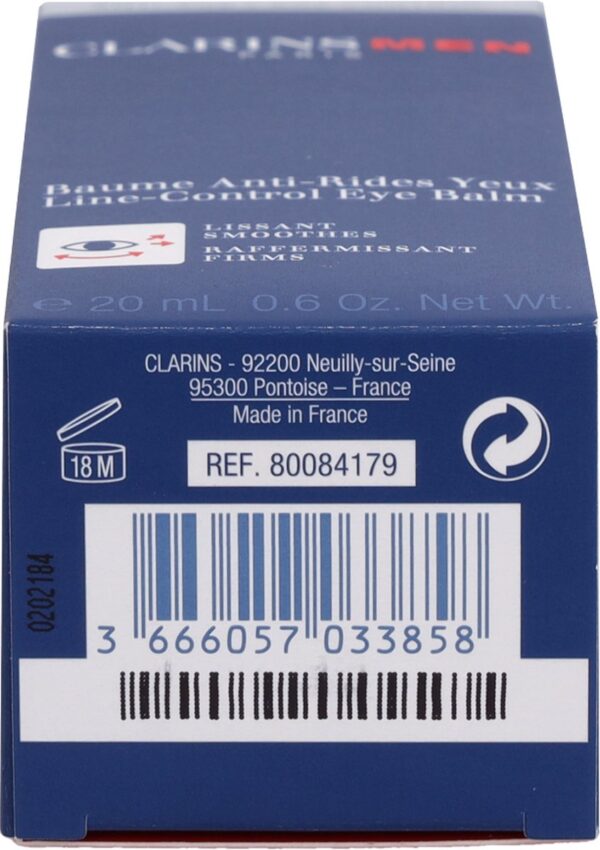 CLARINS MEN
PARIS
Baume Anti-Rides Yeux
Line-Control Eye Balm
LISSANT
SMOOTHES
RAFFERMISSANT
FIRMS
e 20 mL 0.6 Oz. Net Wt.
CLARINS - 92200 Neuilly-sur-Seine
95300 Pontoise – France
Made in France
18 M
REF. 80084179
0202184
3 666057 033858